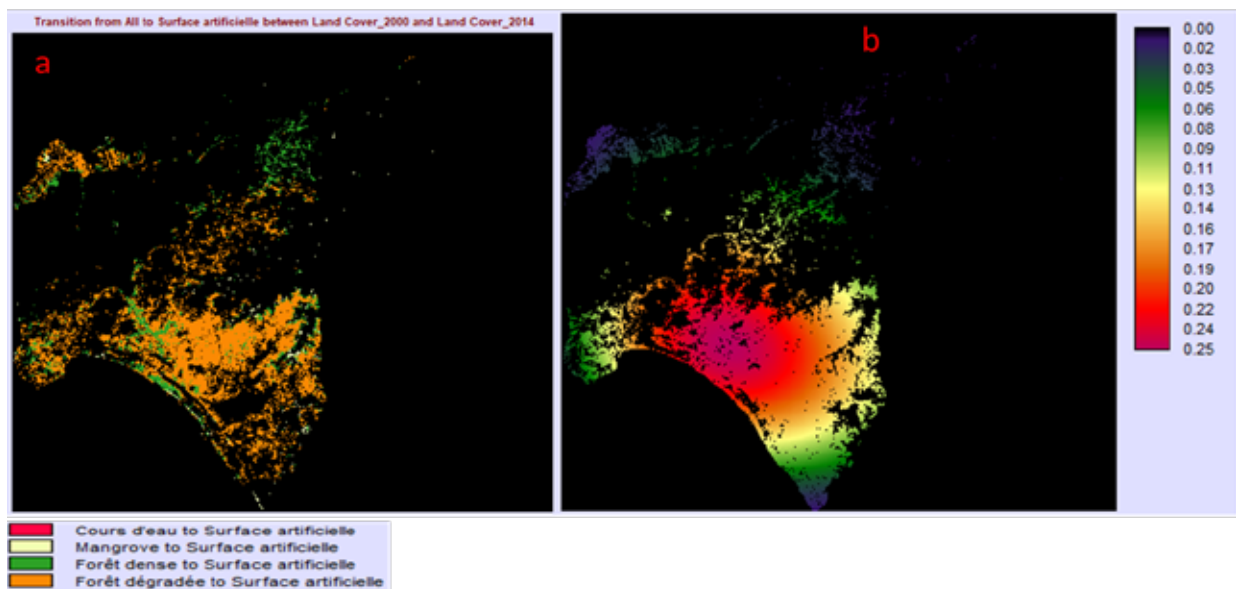 Transition from All to Surface artificielle between Land Cover_2000 and Land Cover_2014
a
b
0.00
0.02
0.03
0.05
0.06
0.09
0.11
0.13
0.14
0.16
0.17
0.19
0.20
0.22
0.24
0.25
Cours d'eau to Surface artificielle
Mangrove to Surface artificielle
Forêt dense to Surface artificielle
Forêt dégradée to Surface artificielle